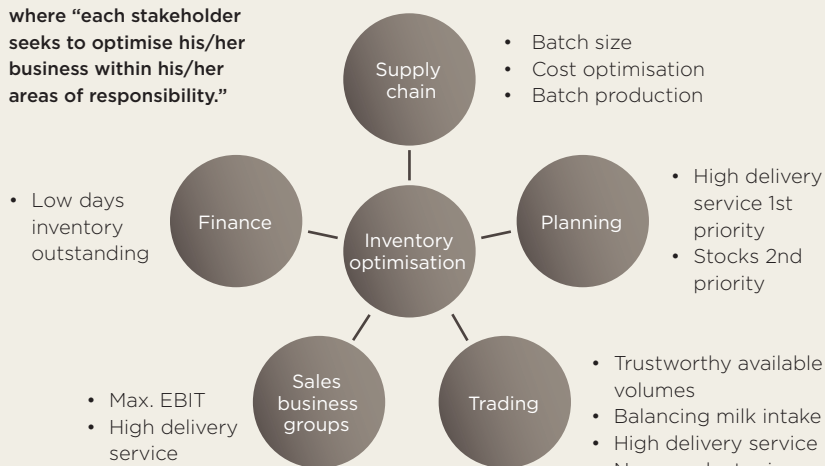 where “each stakeholder
seeks to optimise his/her
business within his/her
areas of responsibility.”
Supply
chain
• Batch size
• Cost optimisation
• Batch production
• Low days
inventory
outstanding
Finance
Inventory
optimisation
Planning
• High delivery
service 1st
priority
• Stocks 2nd
priority
• Max. EBIT
• High delivery
service
Sales
business
groups
Trading
• Trustworthy available
volumes
• Balancing milk intake
• High delivery service